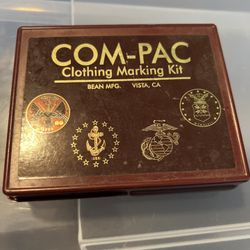 COM-PAC
Clothing Marking Kit
BEAN MFG. VISTA, CA